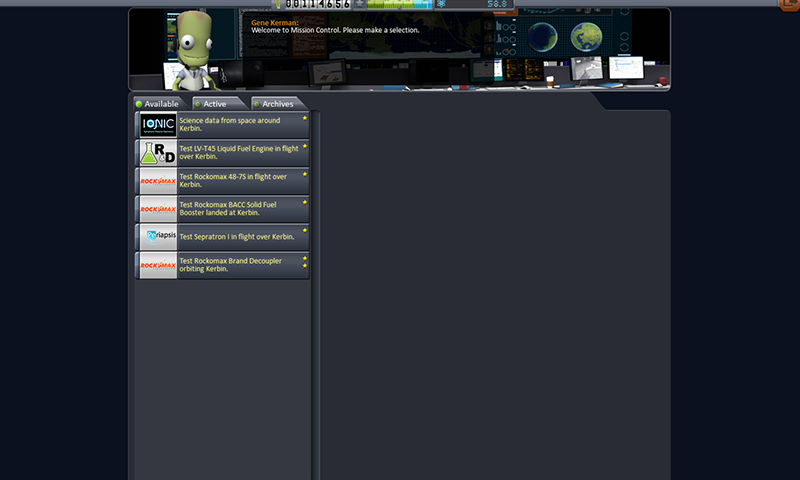 00114656
58.8
Gene Kerman:
Welcome to Mission Control. Please make a selection.
Available
Active
Archives
IONIC
Science data from space around
Kerbin.
R&D
Test LV-T45 Liquid Fuel Engine in flight
over Kerbin.
ROCKOMAX
Test Rockomax 48-7S in flight over
Kerbin.
ROCKOMAX
Test Rockomax BACC Solid Fuel
Booster landed at Kerbin.
Periapsis
Test Sepratron I in flight over Kerbin.
ROCKOMAX
Test Rockomax Brand Decoupler
orbiting Kerbin.